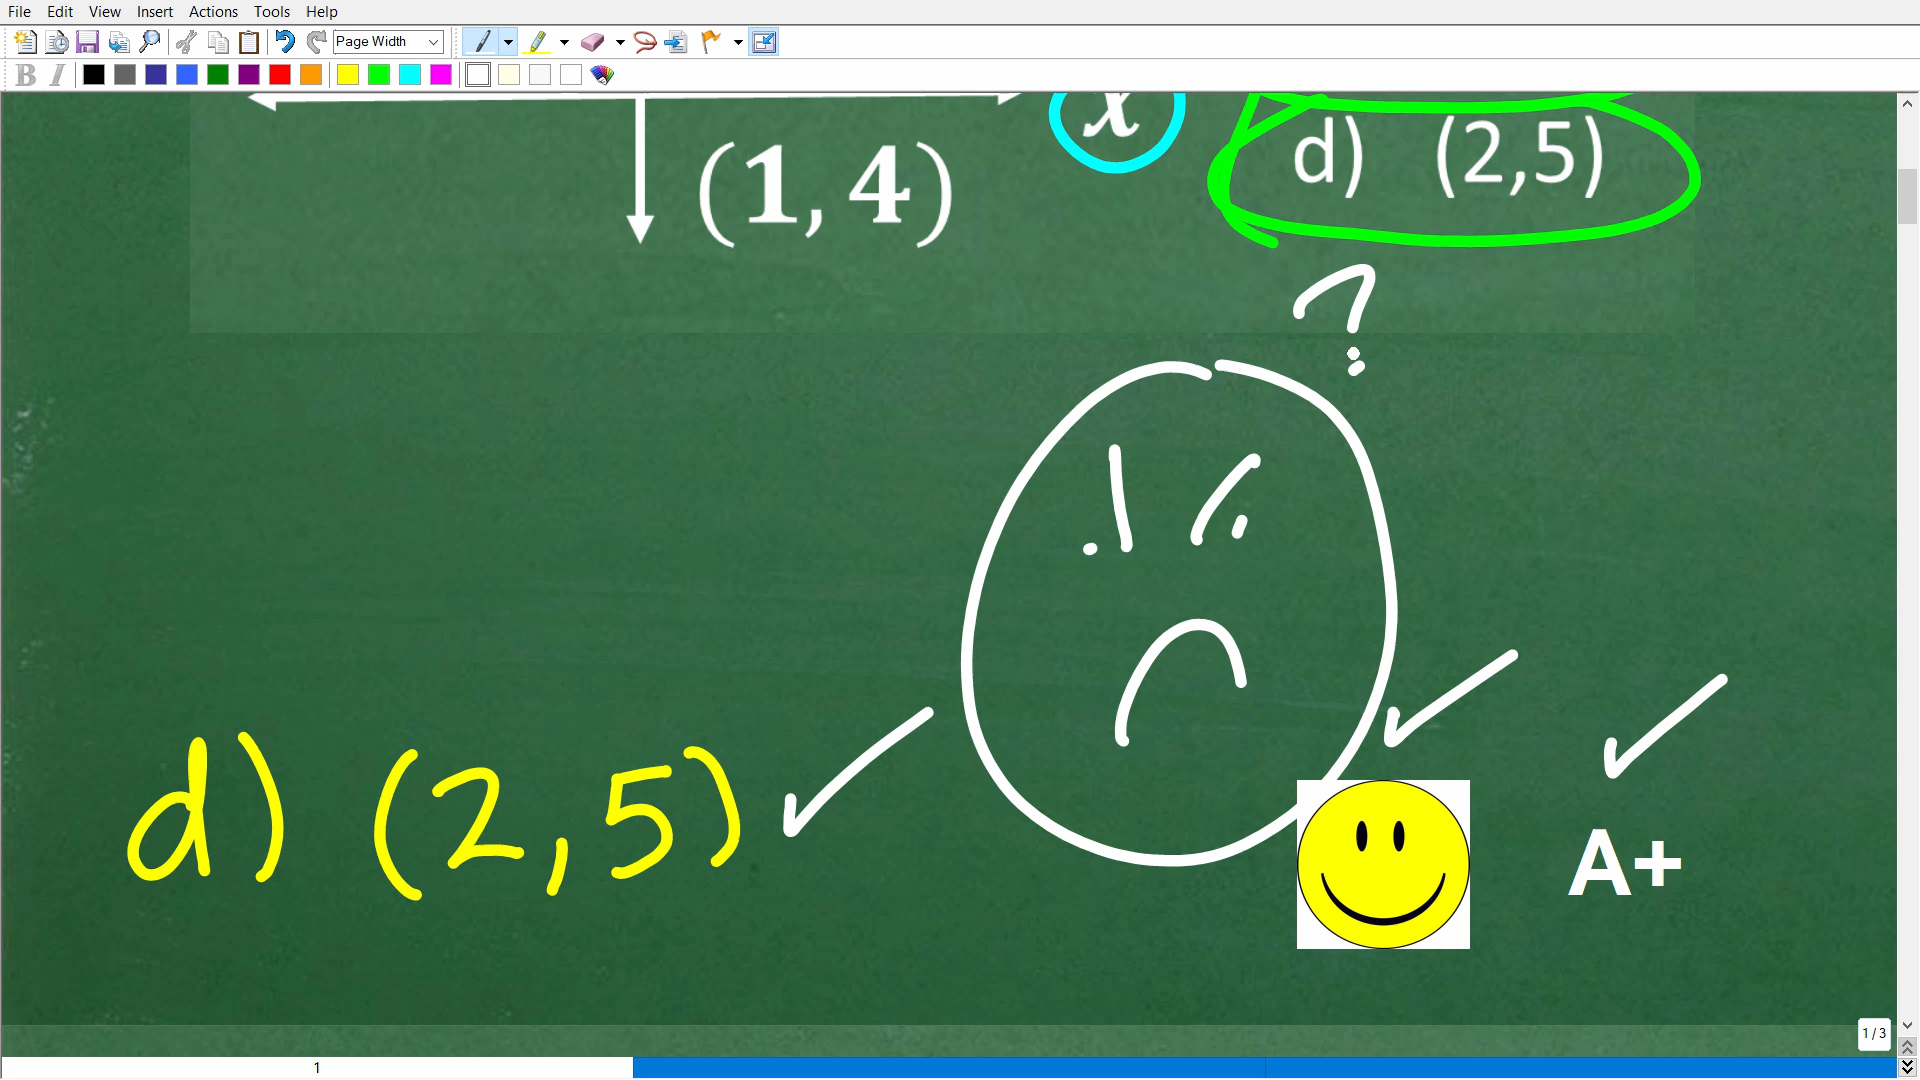 File Edit View Insert Actions Tools Help
Page Width
B I
x
(1, 4)
d) (2,5)
?
d) (2,5)
A+
1 / 3
1